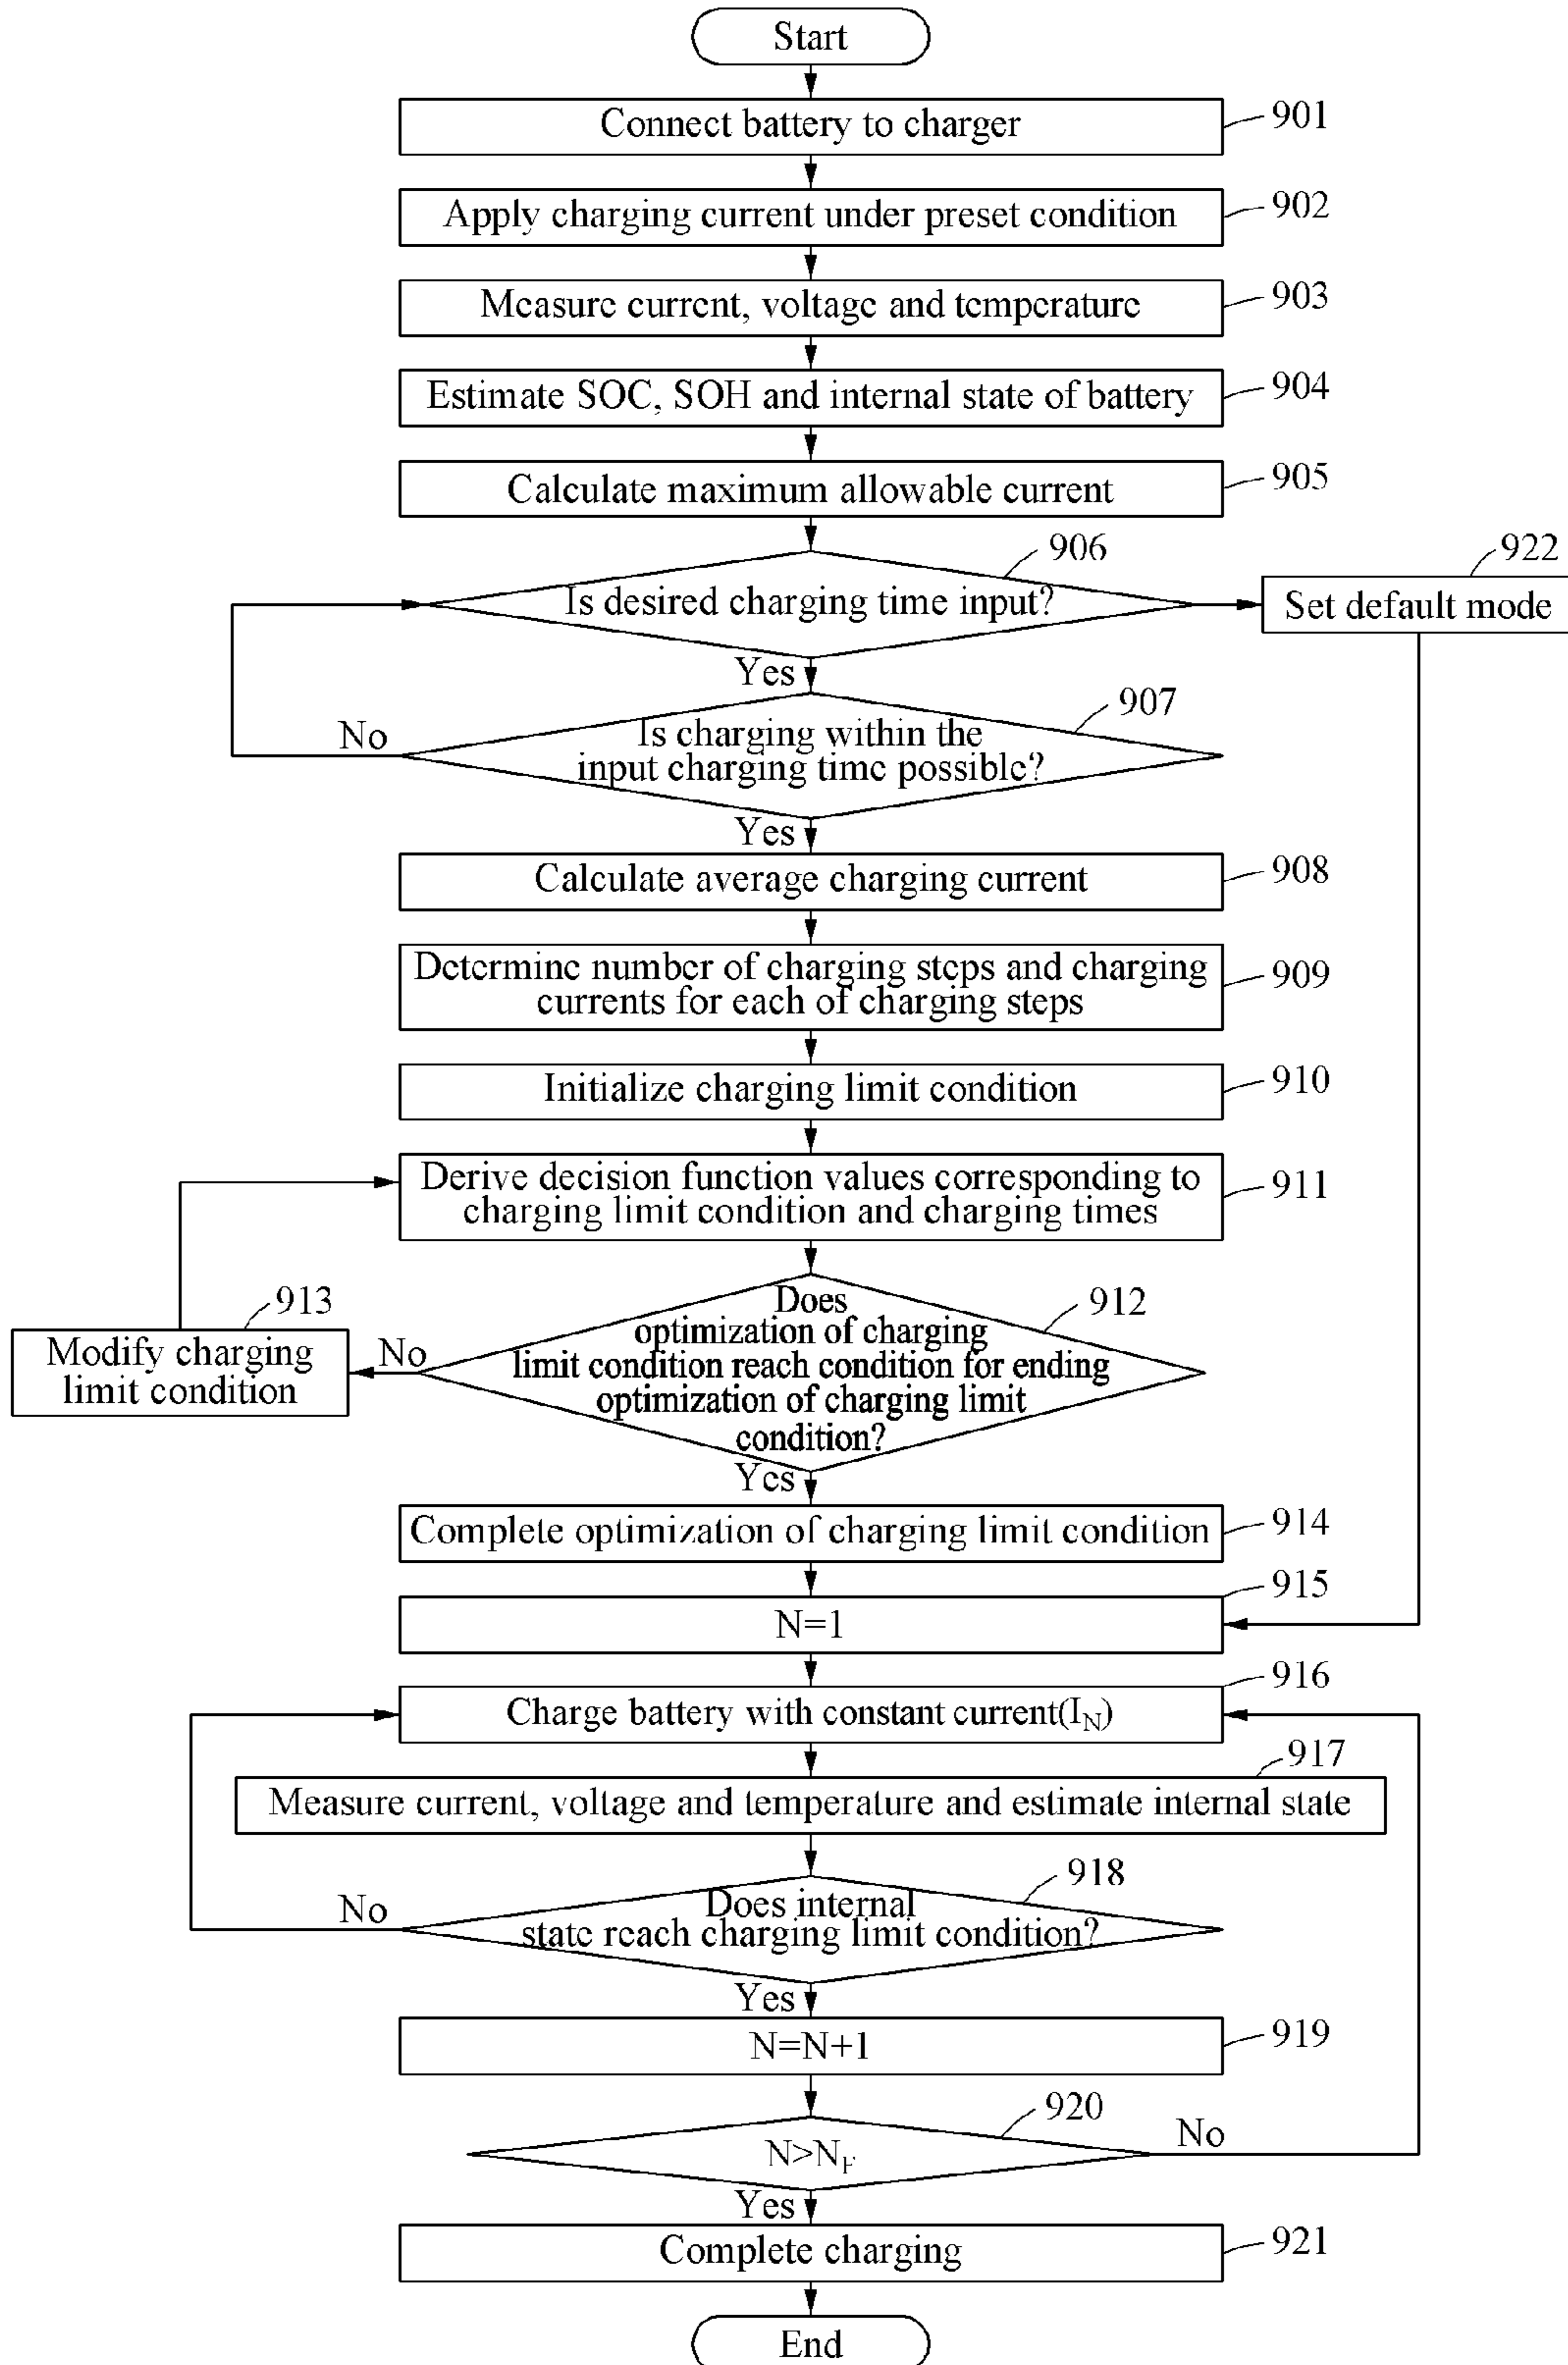 Start
Connect battery to charger
901
Apply charging current under preset condition
902
Measure current, voltage and temperature
903
Estimate SOC, SOH and internal state of battery
904
Calculate maximum allowable current
905
906
Is desired charging time input?
922
Set default mode
Yes
907
Is charging within the
input charging time possible?
No
Yes
Calculate average charging current
908
Determine number of charging steps and charging
currents for each of charging steps
909
Initialize charging limit condition
910
Derive decision function values corresponding to
charging limit condition and charging times
911
912
Does
optimization of charging
limit condition reach condition for ending
optimization of charging limit
condition?
No
913
Modify charging
limit condition
Yes
Complete optimization of charging limit condition
914
915
N=1
916
Charge battery with constant current(I_N)
917
Measure current, voltage and temperature and estimate internal state
918
Does internal
state reach charging limit condition?
No
Yes
N=N+1
919
920
N>N_F
No
Yes
Complete charging
921
End